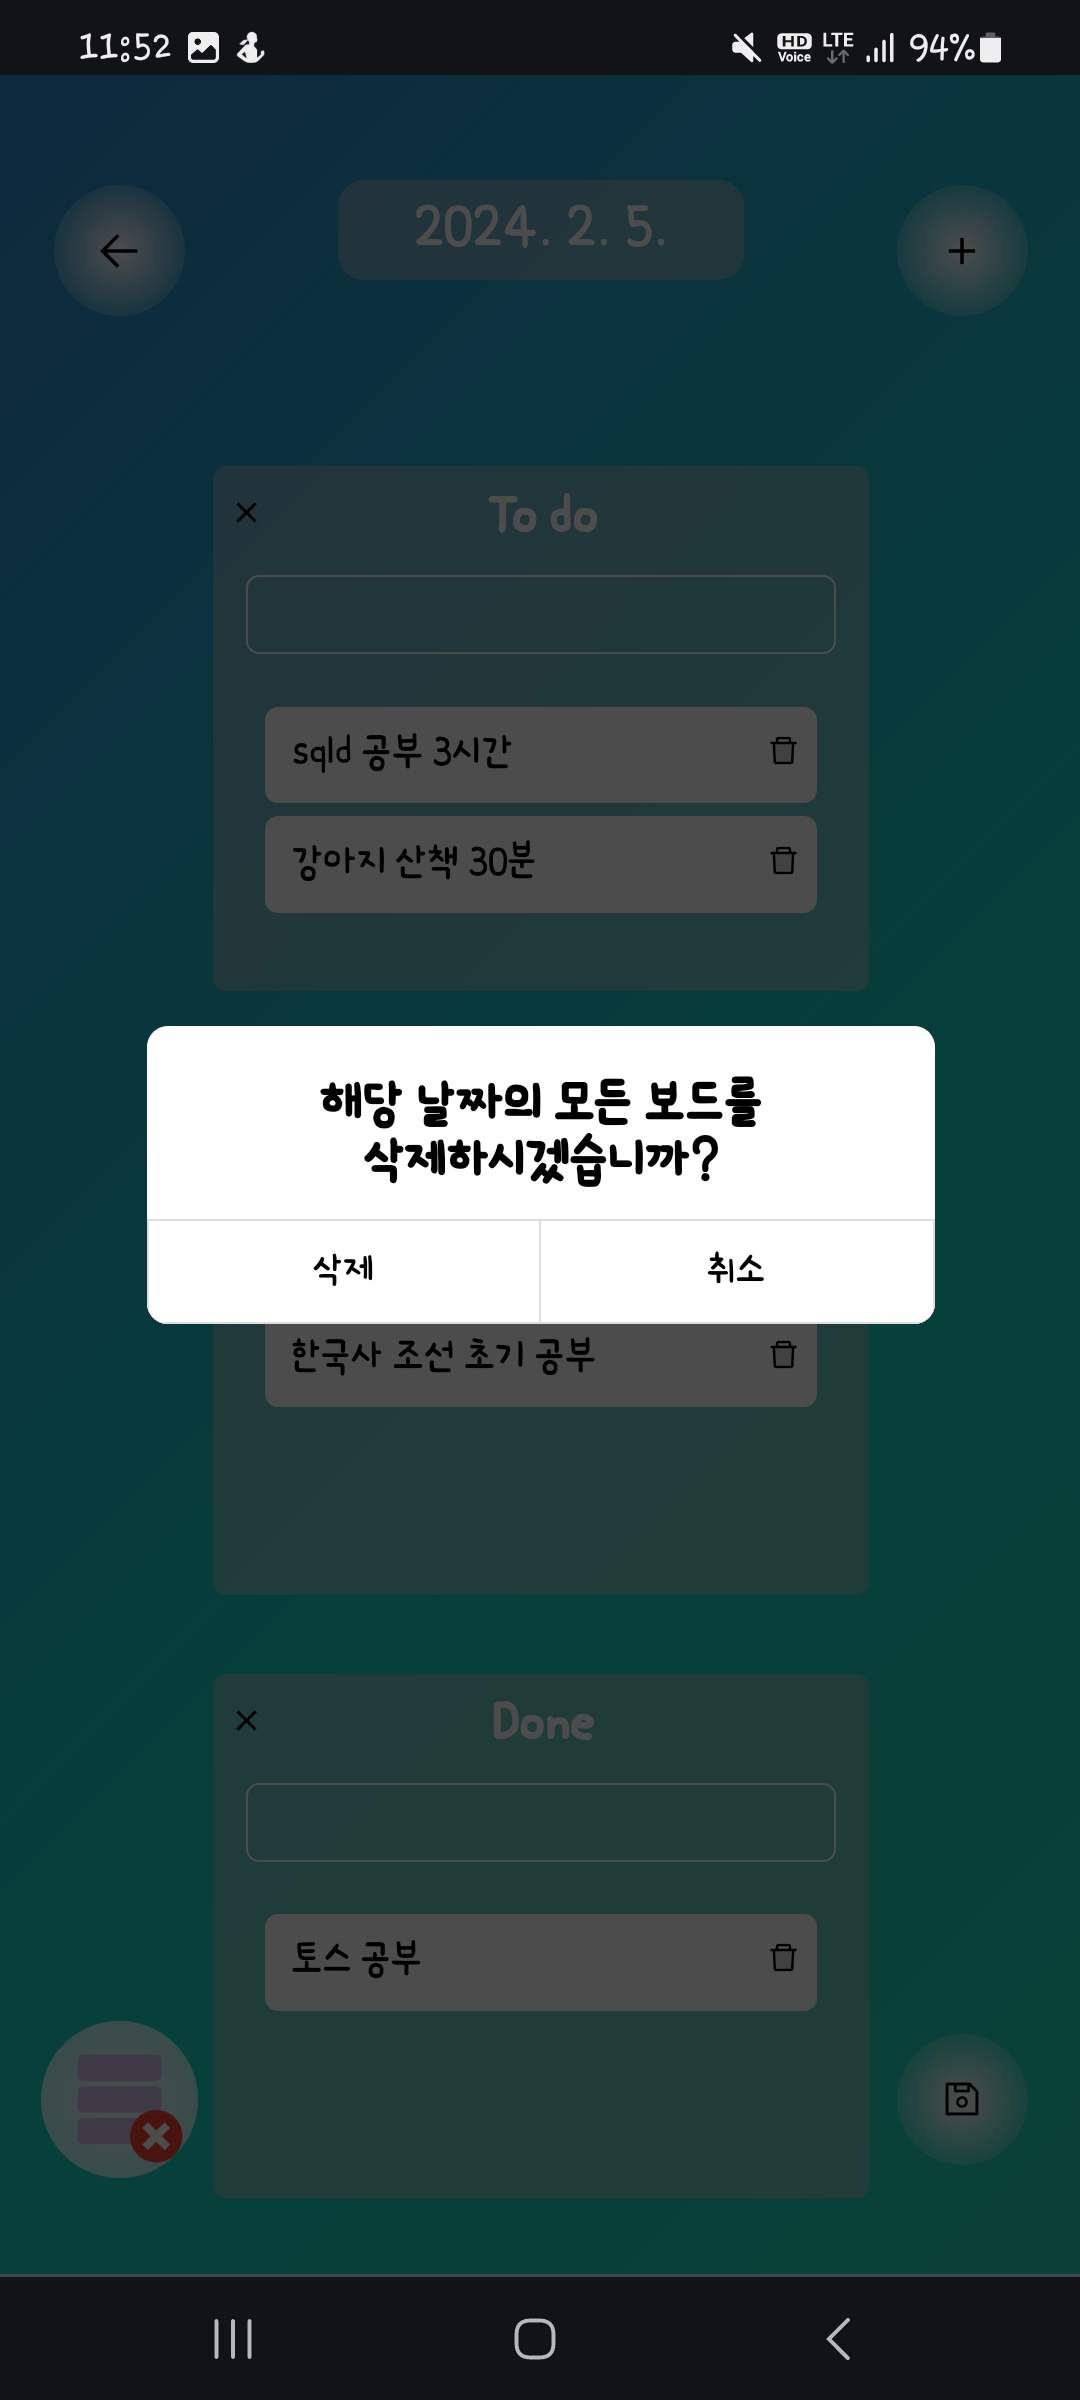 11:52
HD Voice LTE 94%
2024. 2. 5.
To do
sqld 공부 3시간
강아지 산책 30분
해당 날짜의 모든 보드를
삭제하시겠습니까?
삭제 취소
한국사 조선 초기 공부
Done
토스 공부